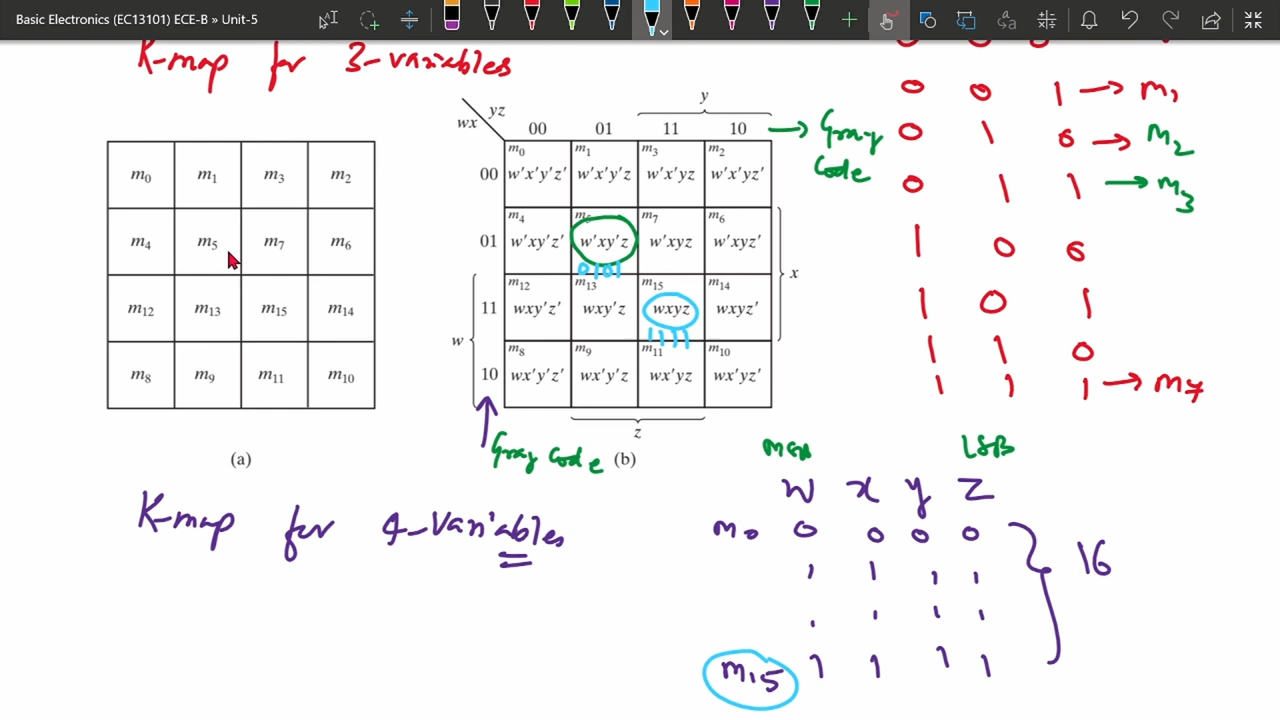 Basic Electronics (EC13101) ECE-B » Unit-5
K-map for 3-variables
0 0 1 → m1
0 1 0 → m2
0 1 1 → m3
1 0 0
1 0 1
1 1 0
1 1 1 → m7
m0 m1 m3 m2
m4 m5 m7 m6
m12 m13 m15 m14
m8 m9 m11 m10
(a)
y
yz
wx
00 01 11 10 → Gray Code
00
m0 m1 m3 m2
w'x'y'z' w'x'y'z w'x'yz w'x'yz'
01
m4 m5 m7 m6
w'xy'z' w'xy'z w'xyz w'xyz'
0101
x
11
m12 m13 m15 m14
wxy'z' wxy'z wxyz wxyz'
1111
w
10
m8 m9 m11 m10
wx'y'z' wx'y'z wx'yz wx'yz'
z
Gray Code
(b)
K-map for 4-variables
MSB LSB
W x y Z
m0 0 0 0 0
16
m15 1 1 1 1